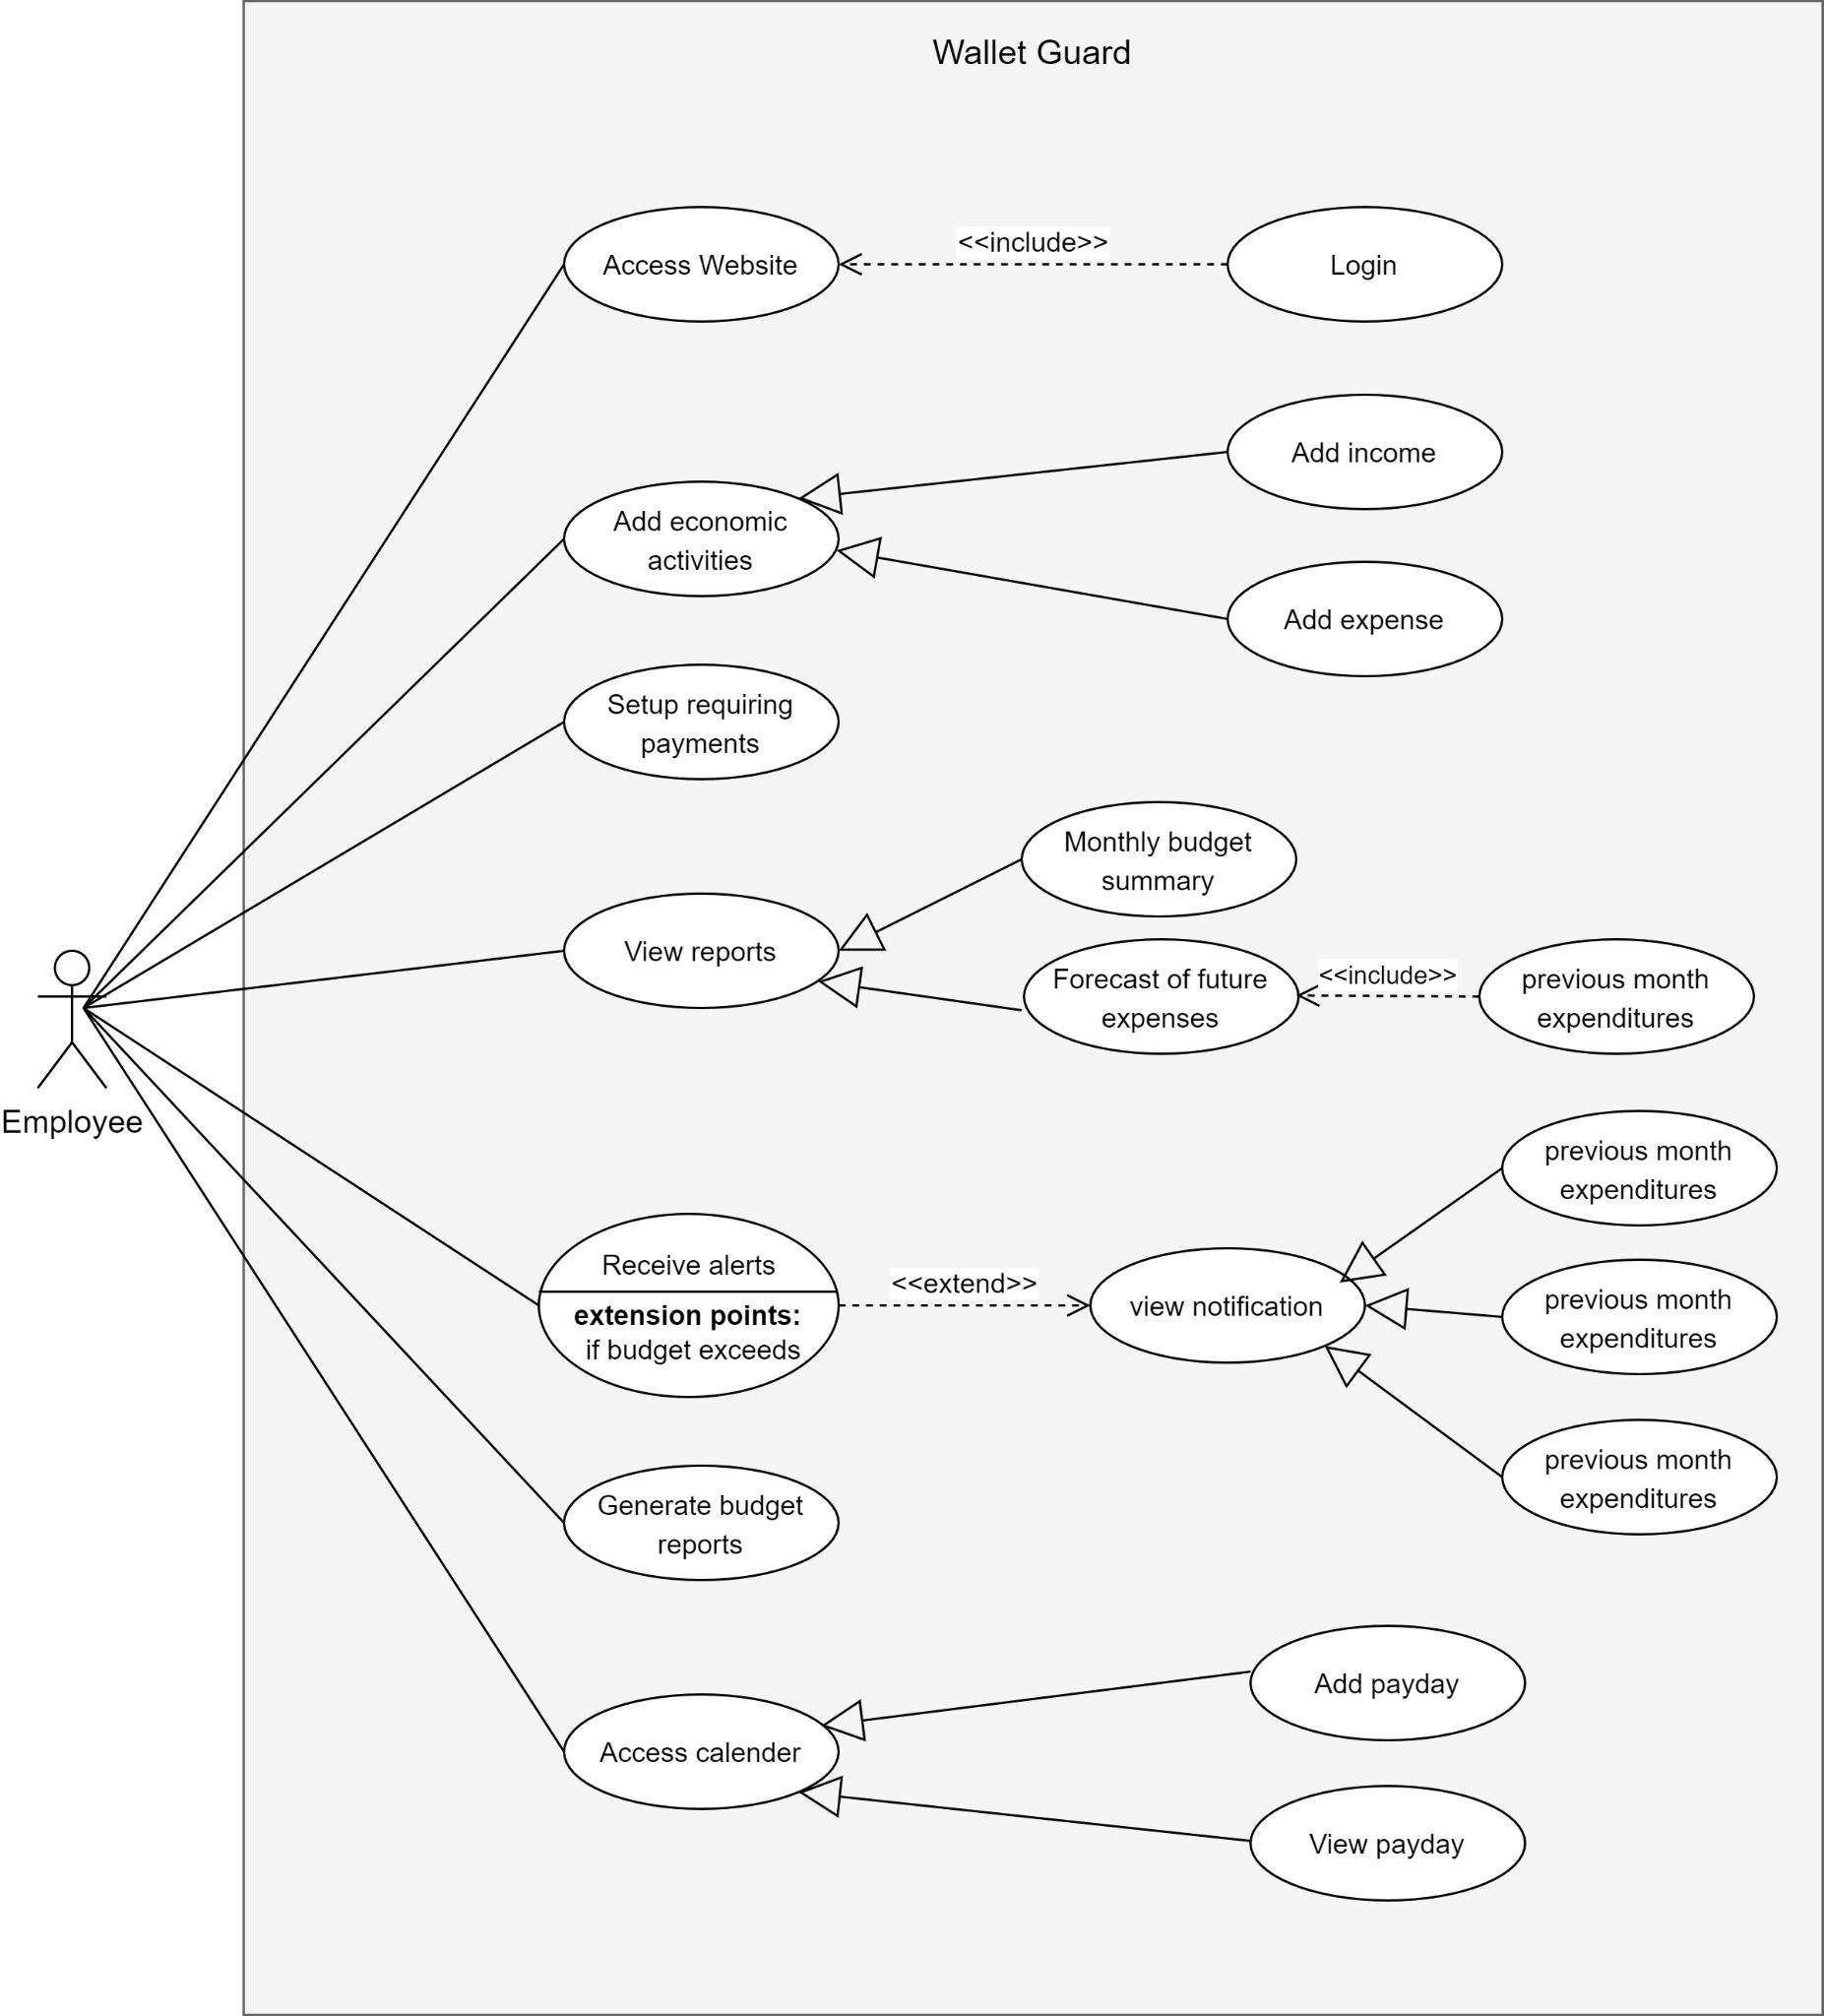 Wallet Guard
Access Website
<<include>>
Login
Add income
Add economic
activities
Add expense
Setup requiring
payments
Monthly budget
summary
View reports
Forecast of future
expenses
<<include>>
previous month
expenditures
Employee
previous month
expenditures
Receive alerts
extension points:
if budget exceeds
<<extend>>
view notification
previous month
expenditures
previous month
expenditures
Generate budget
reports
Add payday
Access calender
View payday